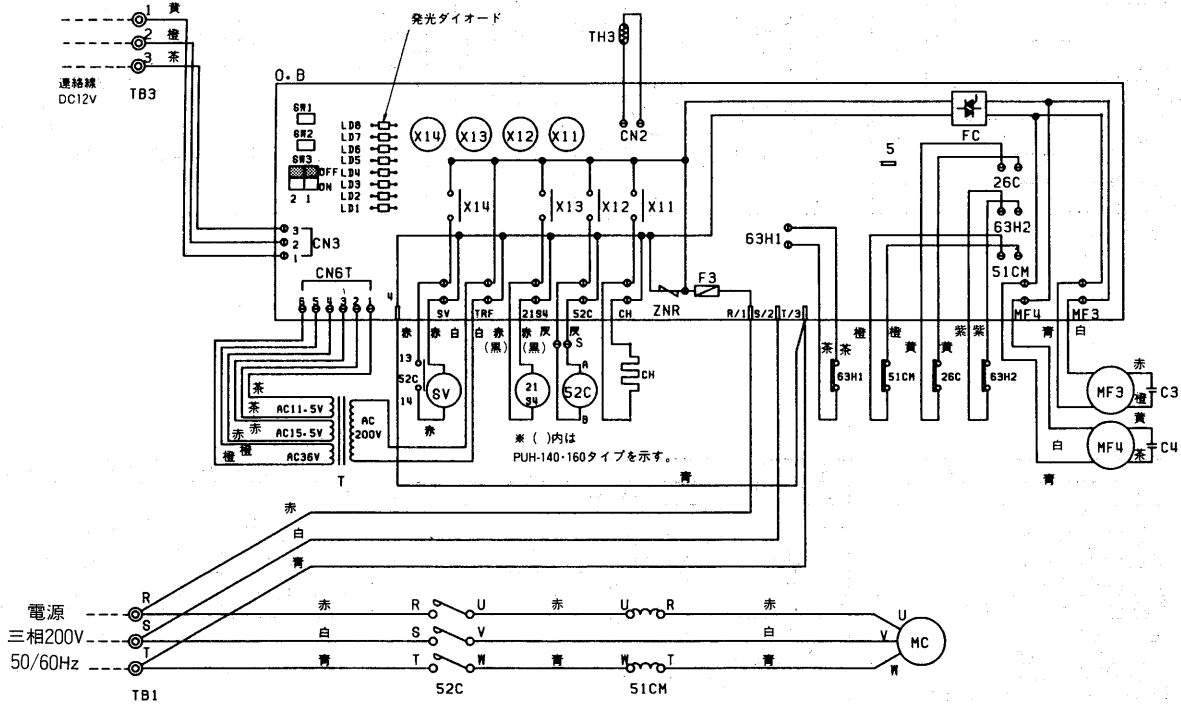 1 黄
2 橙
3 茶
連絡線
DC12V
TB3
発光ダイオード
TH3
CN2
O.B
SW1
SW2
SW3
OFF
ON
2 1
LD8
LD7
LD6
LD5
LD4
LD3
LD2
LD1
X14 X13 X12 X11
FC
5
26C
63H2
51CM
X14 X13 X12 X11
63H1
3
2
1
CN3
CN6T
6 5 4 3 2 1
4
SV TRF 21S4 52C CH
ZNR
F3
R/1 S/2 T/3
MF4 MF3
赤 赤 白 白 赤 赤 灰 灰
(黒) (黒)
S
茶 茶 橙 橙 黄 黄 紫 紫 青 白
13
52C
14
SV
赤
21
S4
A
52C
B
CH
63H1 51CM 26C 63H2
MF3
赤
橙
C3
MF4
黄
茶
C4
白
青
茶
茶
赤
赤
橙
橙
AC11.5V
AC15.5V
AC36V
AC
200V
T
※ ( )内は
PUH-140・160タイプを示す。
青
赤
白
青
電源
三相200V
50/60Hz
R 赤 R U 赤 U R 赤 U
S 白 S V 白 V
T 青 T W 青 W T 青 W
MC
TB1
52C
51CM